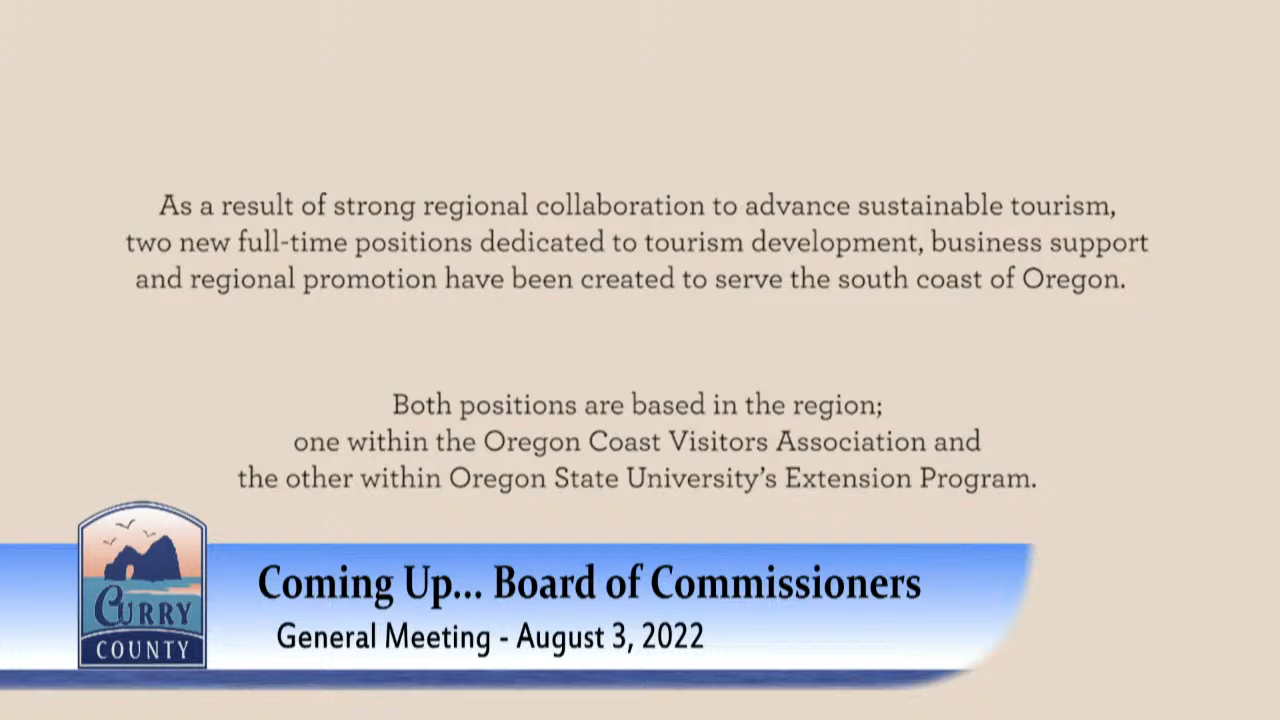 As a result of strong regional collaboration to advance sustainable tourism,
two new full-time positions dedicated to tourism development, business support
and regional promotion have been created to serve the south coast of Oregon.
Both positions are based in the region;
one within the Oregon Coast Visitors Association and
the other within Oregon State University's Extension Program.
Coming Up... Board of Commissioners
General Meeting - August 3, 2022
CURRY
COUNTY